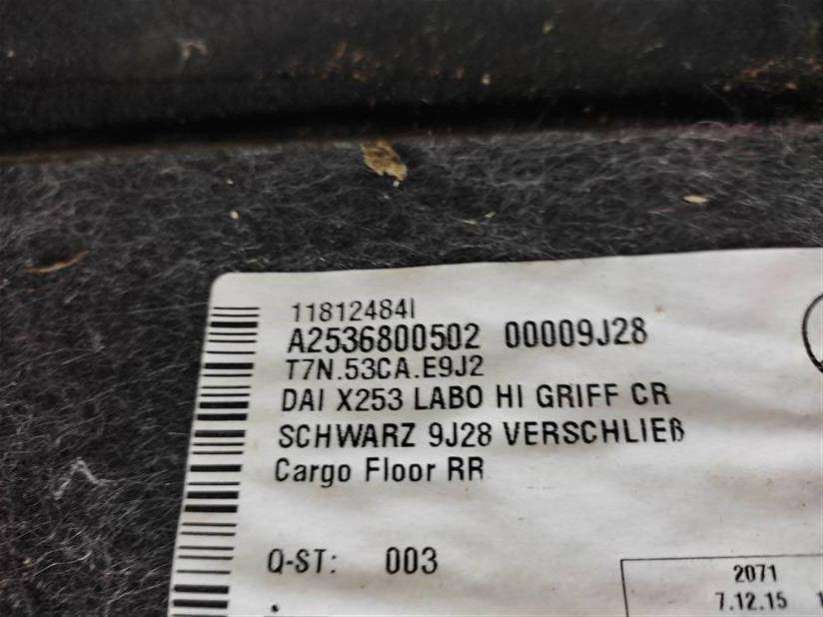 11812484I
A2536800502 00009J28
T7N.53CA.E9J2
DAI X253 LABO HI GRIFF CR
SCHWARZ 9J28 VERSCHLIEß
Cargo Floor RR
Q-ST: 003
2071
7.12.15